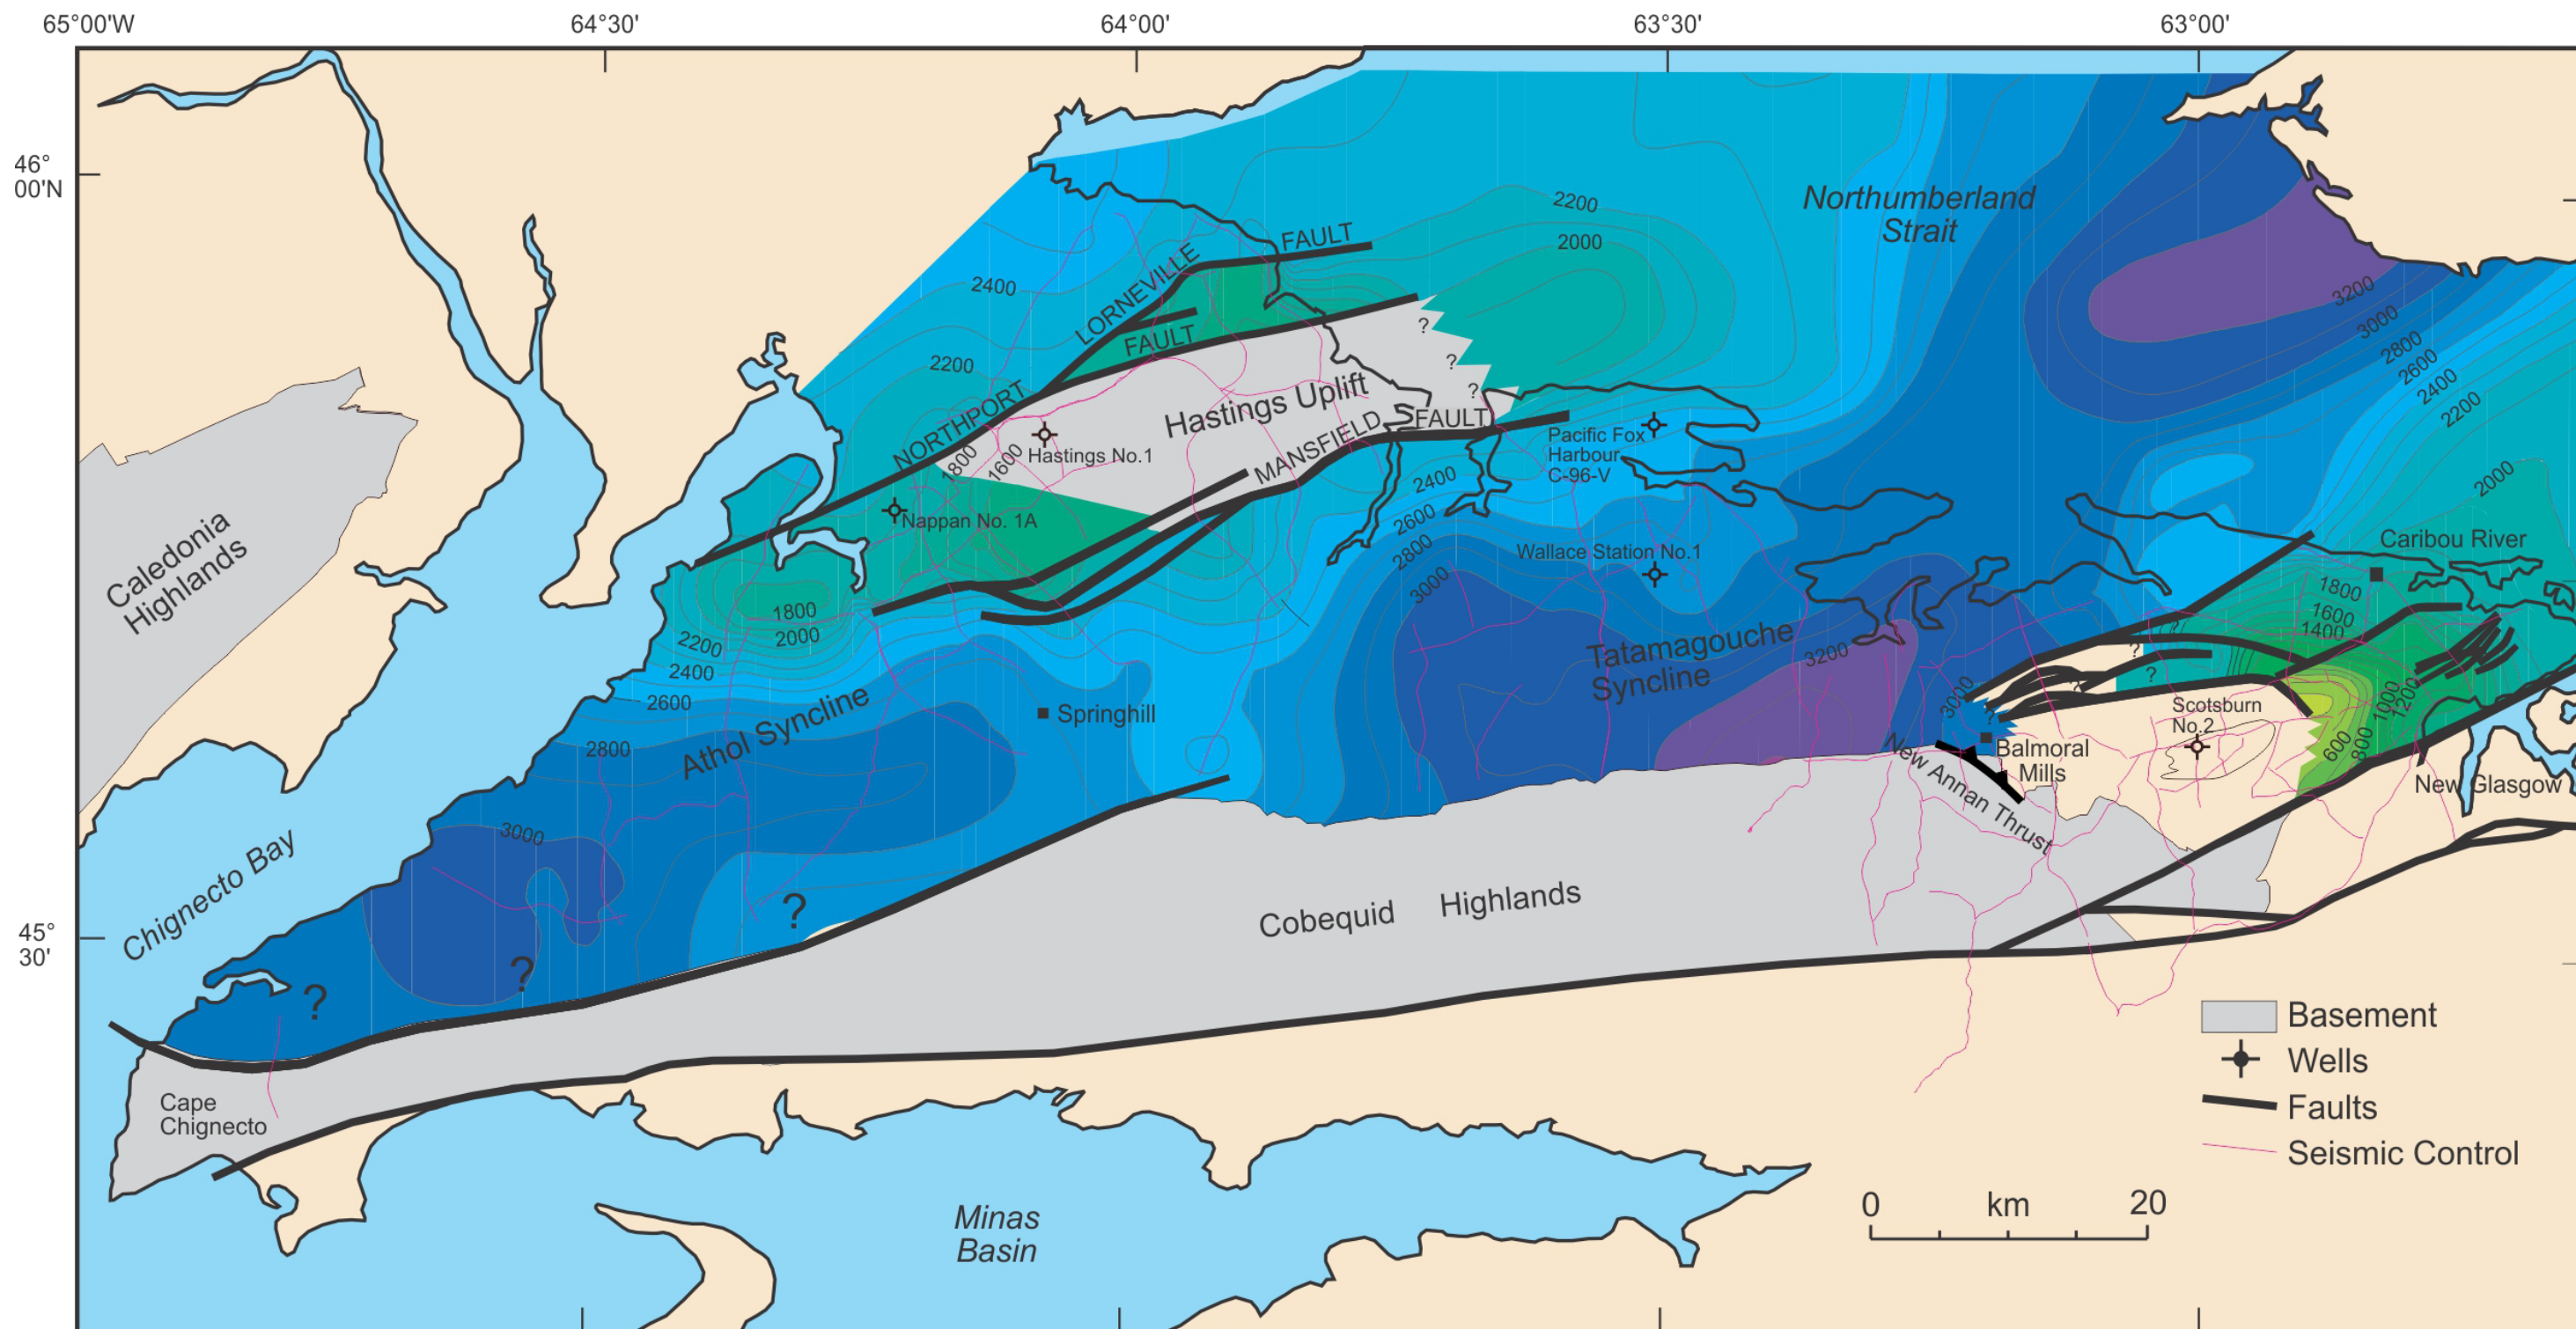 65°00'W
64°30'
64°00'
63°30'
63°00'
46°
00'N
Northumberland
Strait
2200
2000
FAULT
LORNEVILLE
2400
FAULT
3200
3000
2800
2600
2400
2200
2000
2200
?
?
?
NORTHPORT
Hastings Uplift
MANSFIELD
FAULT
Pacific Fox
Harbour
C-96-V
Hastings No.1
1800
1600
2400
2600
2800
3000
Nappan No. 1A
Wallace Station No.1
Caribou River
Caledonia
Highlands
1800
2000
2200
2400
2600
2800
3000
1800
1600
1400
1000
1200
600
800
?
?
?
?
?
Tatamagouche
Syncline
3200
3000
Scotsburn
No.2
Athol Syncline
Springhill
New Annan Thrust
Balmoral
Mills
New Glasgow
Chignecto Bay
?
?
?
Cobequid Highlands
45°
30'
Cape
Chignecto
Basement
Wells
Faults
Seismic Control
0 km 20
Minas
Basin